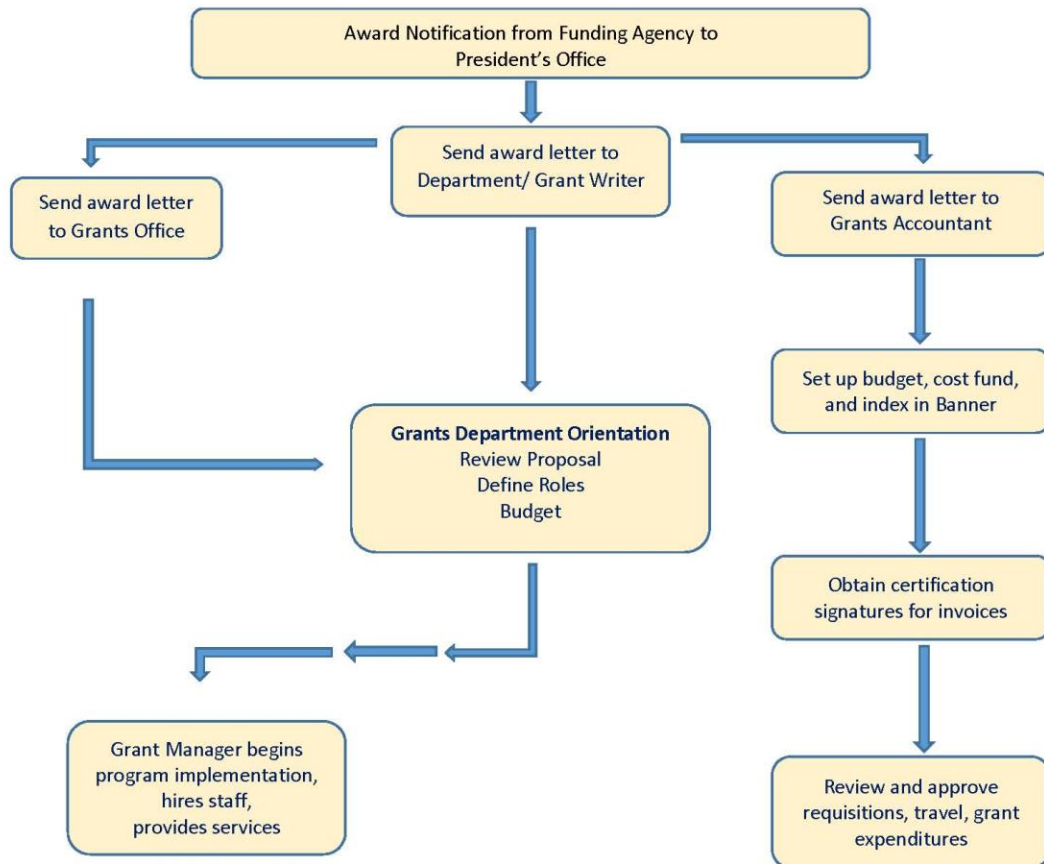 Award Notification from Funding Agency to
President's Office
Send award letter to
Department/ Grant Writer
Send award letter
to Grants Office
Send award letter to
Grants Accountant
Set up budget, cost fund,
and index in Banner
Grants Department Orientation
Review Proposal
Define Roles
Budget
Obtain certification
signatures for invoices
Grant Manager begins
program implementation,
hires staff,
provides services
Review and approve
requisitions, travel, grant
expenditures